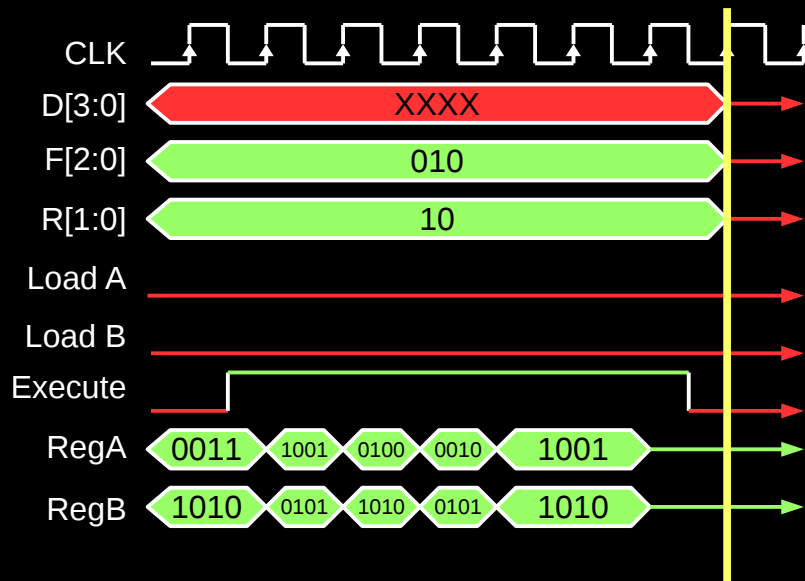 CLK
D[3:0] XXXX
F[2:0] 010
R[1:0] 10
Load A
Load B
Execute
RegA 0011 1001 0100 0010 1001
RegB 1010 0101 1010 0101 1010